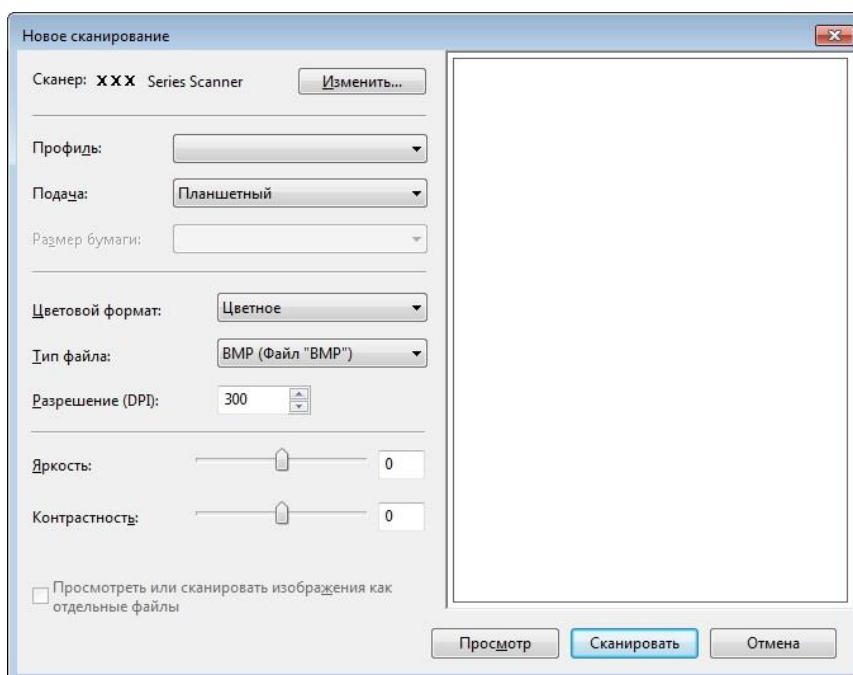 Новое сканирование
Сканер: XXX Series Scanner Изменить...
Профиль:
Подача: Планшетный
Размер бумаги:
Цветовой формат: Цветное
Тип файла: BMP (Файл "BMP")
Разрешение (DPI): 300
Яркость: 0
Контрастность: 0
Просмотреть или сканировать изображения как
отдельные файлы
Просмотр Сканировать Отмена